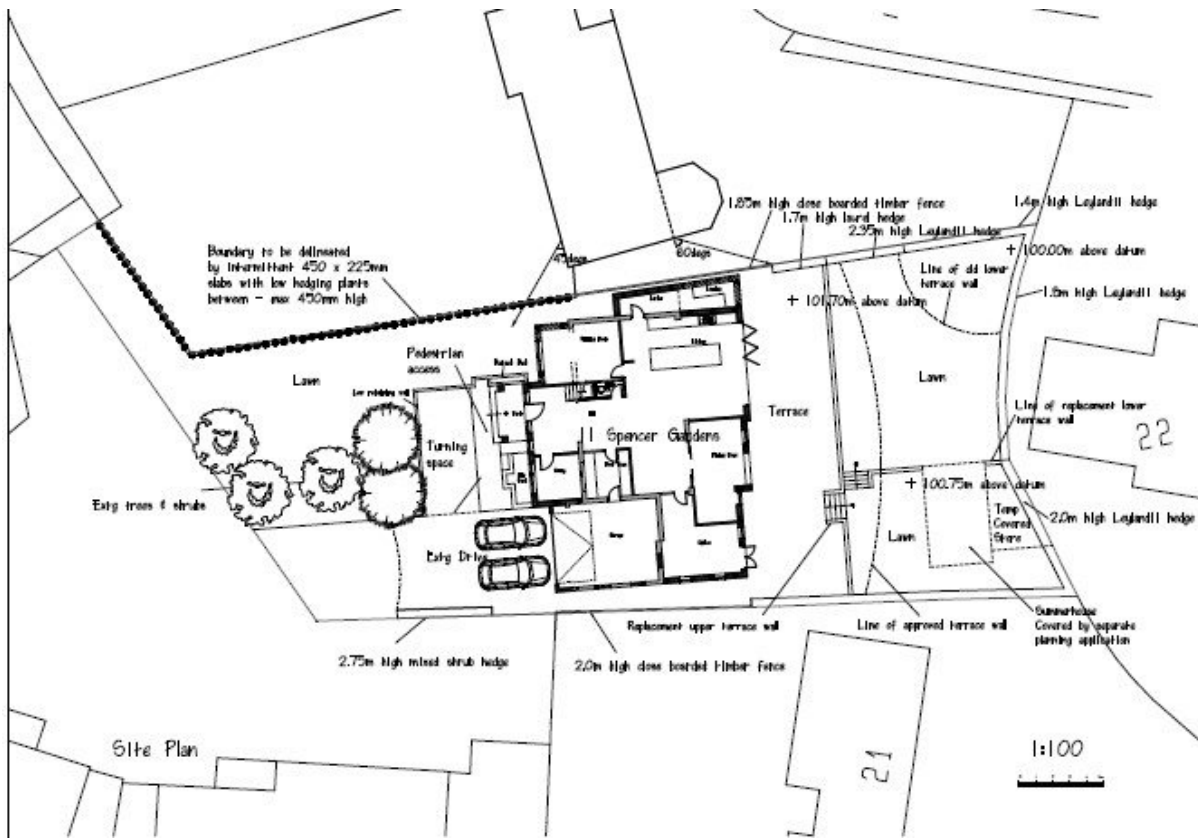 1.85m high close boarded timber fence
1.7m high laurel hedge
2.35m high Leylandii hedge
1.4m high Leylandii hedge
+ 100.00m above datum
Line of old lower
terrace wall
1.8m high Leylandii hedge
Boundary to be delineated
by intermittent 450 x 225mm
slabs with low hedging plants
between - max 450mm high
45degs
60degs
+ 101.70m above datum
Pedestrian
access
Lawn
Low retaining wall
Turning
space
1 Spencer Gardens
Terrace
Lawn
Line of replacement lower
terrace wall
22
+ 100.75m above datum
Temp
Covered
Store
2.0m high Leylandii hedge
Extg trees & shrubs
Extg Drive
Lawn
Replacement upper terrace wall
Line of approved terrace wall
Summerhouse
Covered by separate
planning application
2.75m high mixed shrub hedge
2.0m high close boarded timber fence
Site Plan
21
1:100